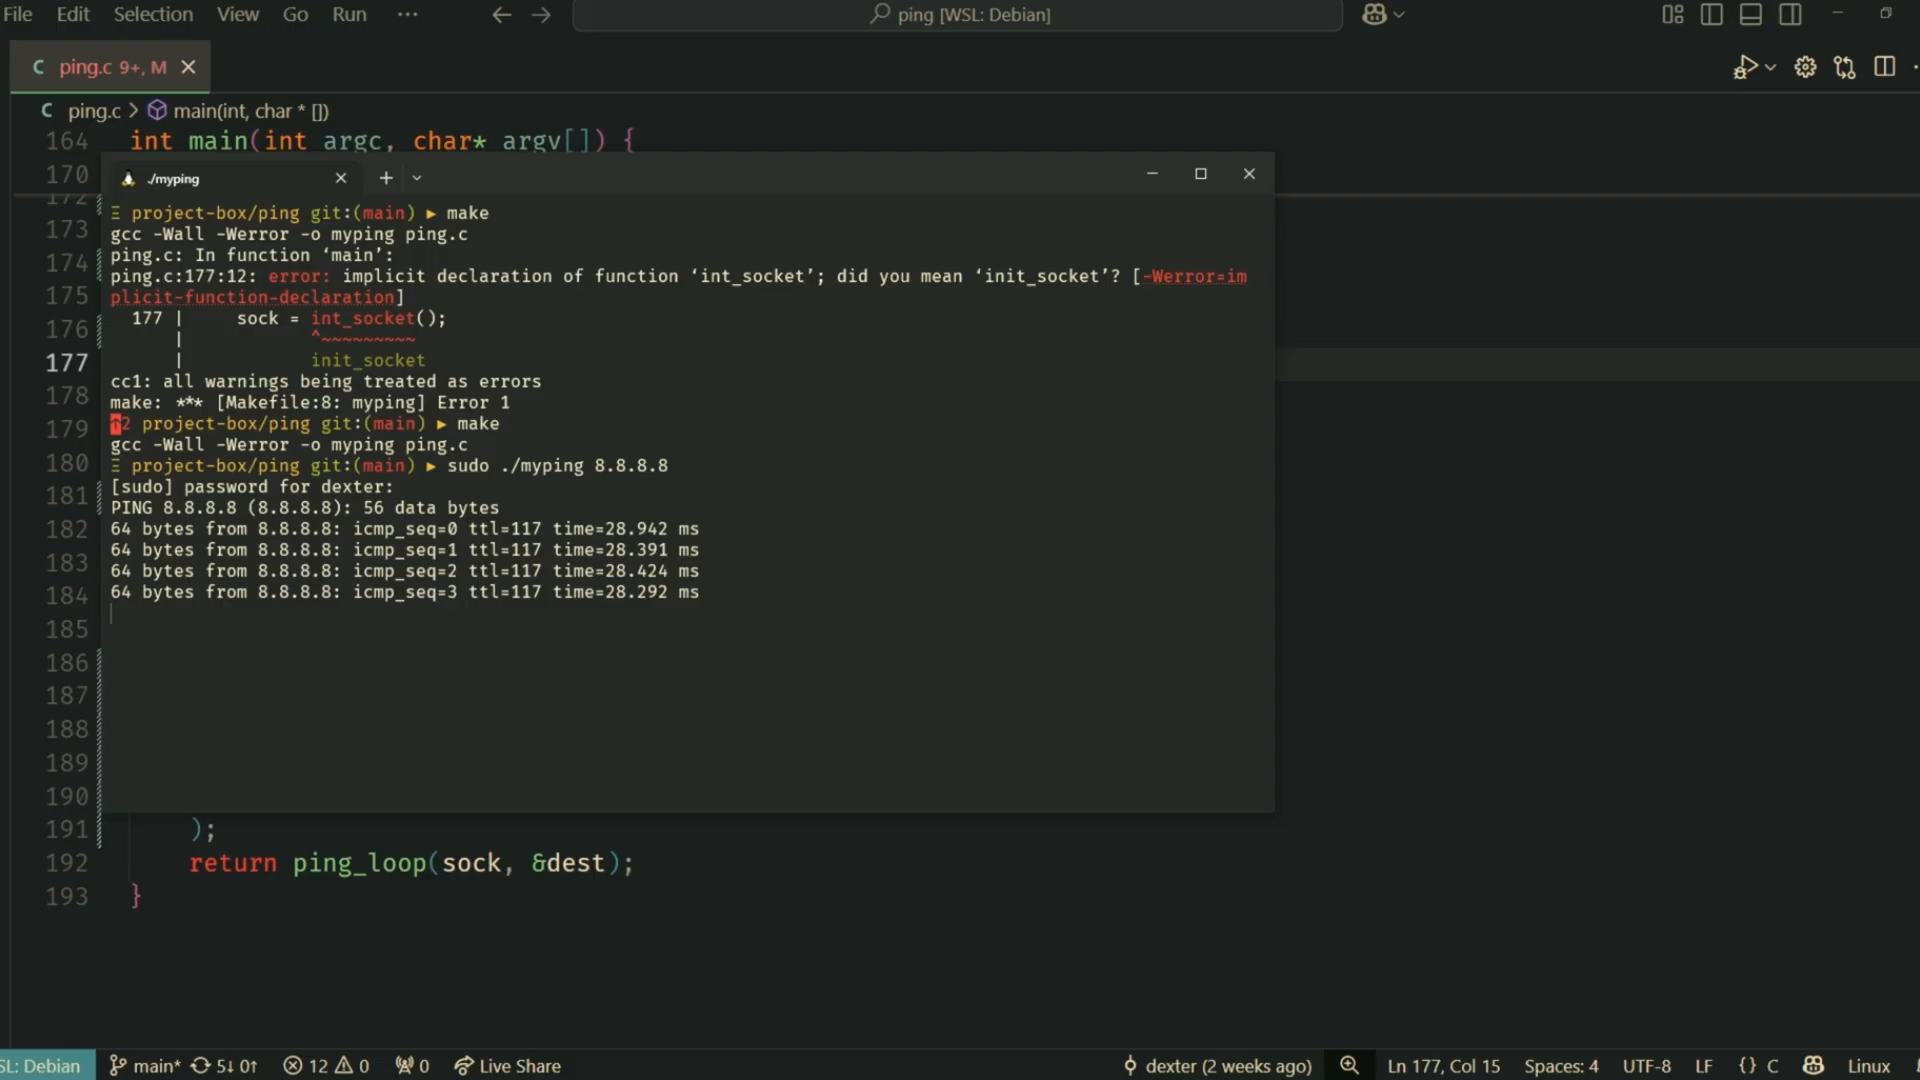 File Edit Selection View Go Run ··· ping [WSL: Debian]
C ping.c 9+, M
C ping.c > main(int, char * [])
164 int main(int argc, char* argv[]) {
170
172
./myping
173
174
175
176
177
178
179
180
181
182
183
184
185
186
187
188
189
190
Ξ project-box/ping git:(main) ▸ make
gcc -Wall -Werror -o myping ping.c
ping.c: In function ‘main’:
ping.c:177:12: error: implicit declaration of function ‘int_socket’; did you mean ‘init_socket’? [-Werror=im
plicit-function-declaration]
177 | sock = int_socket();
| ^~~~~~~~~~
| init_socket
cc1: all warnings being treated as errors
make: *** [Makefile:8: myping] Error 1
↑2 project-box/ping git:(main) ▸ make
gcc -Wall -Werror -o myping ping.c
Ξ project-box/ping git:(main) ▸ sudo ./myping 8.8.8.8
[sudo] password for dexter:
PING 8.8.8.8 (8.8.8.8): 56 data bytes
64 bytes from 8.8.8.8: icmp_seq=0 ttl=117 time=28.942 ms
64 bytes from 8.8.8.8: icmp_seq=1 ttl=117 time=28.391 ms
64 bytes from 8.8.8.8: icmp_seq=2 ttl=117 time=28.424 ms
64 bytes from 8.8.8.8: icmp_seq=3 ttl=117 time=28.292 ms
191 );
192 return ping_loop(sock, &dest);
193 }
SL: Debian main* 5↓ 0↑ 12 0 0 Live Share dexter (2 weeks ago) Ln 177, Col 15 Spaces: 4 UTF-8 LF {} C Linux